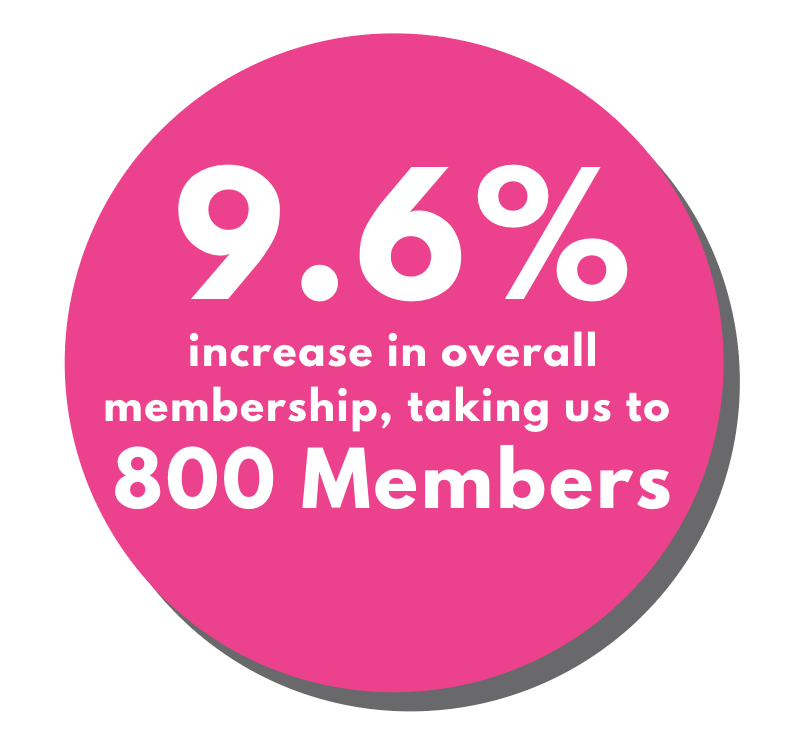 9.6%
increase in overall
membership, taking us to
800 Members